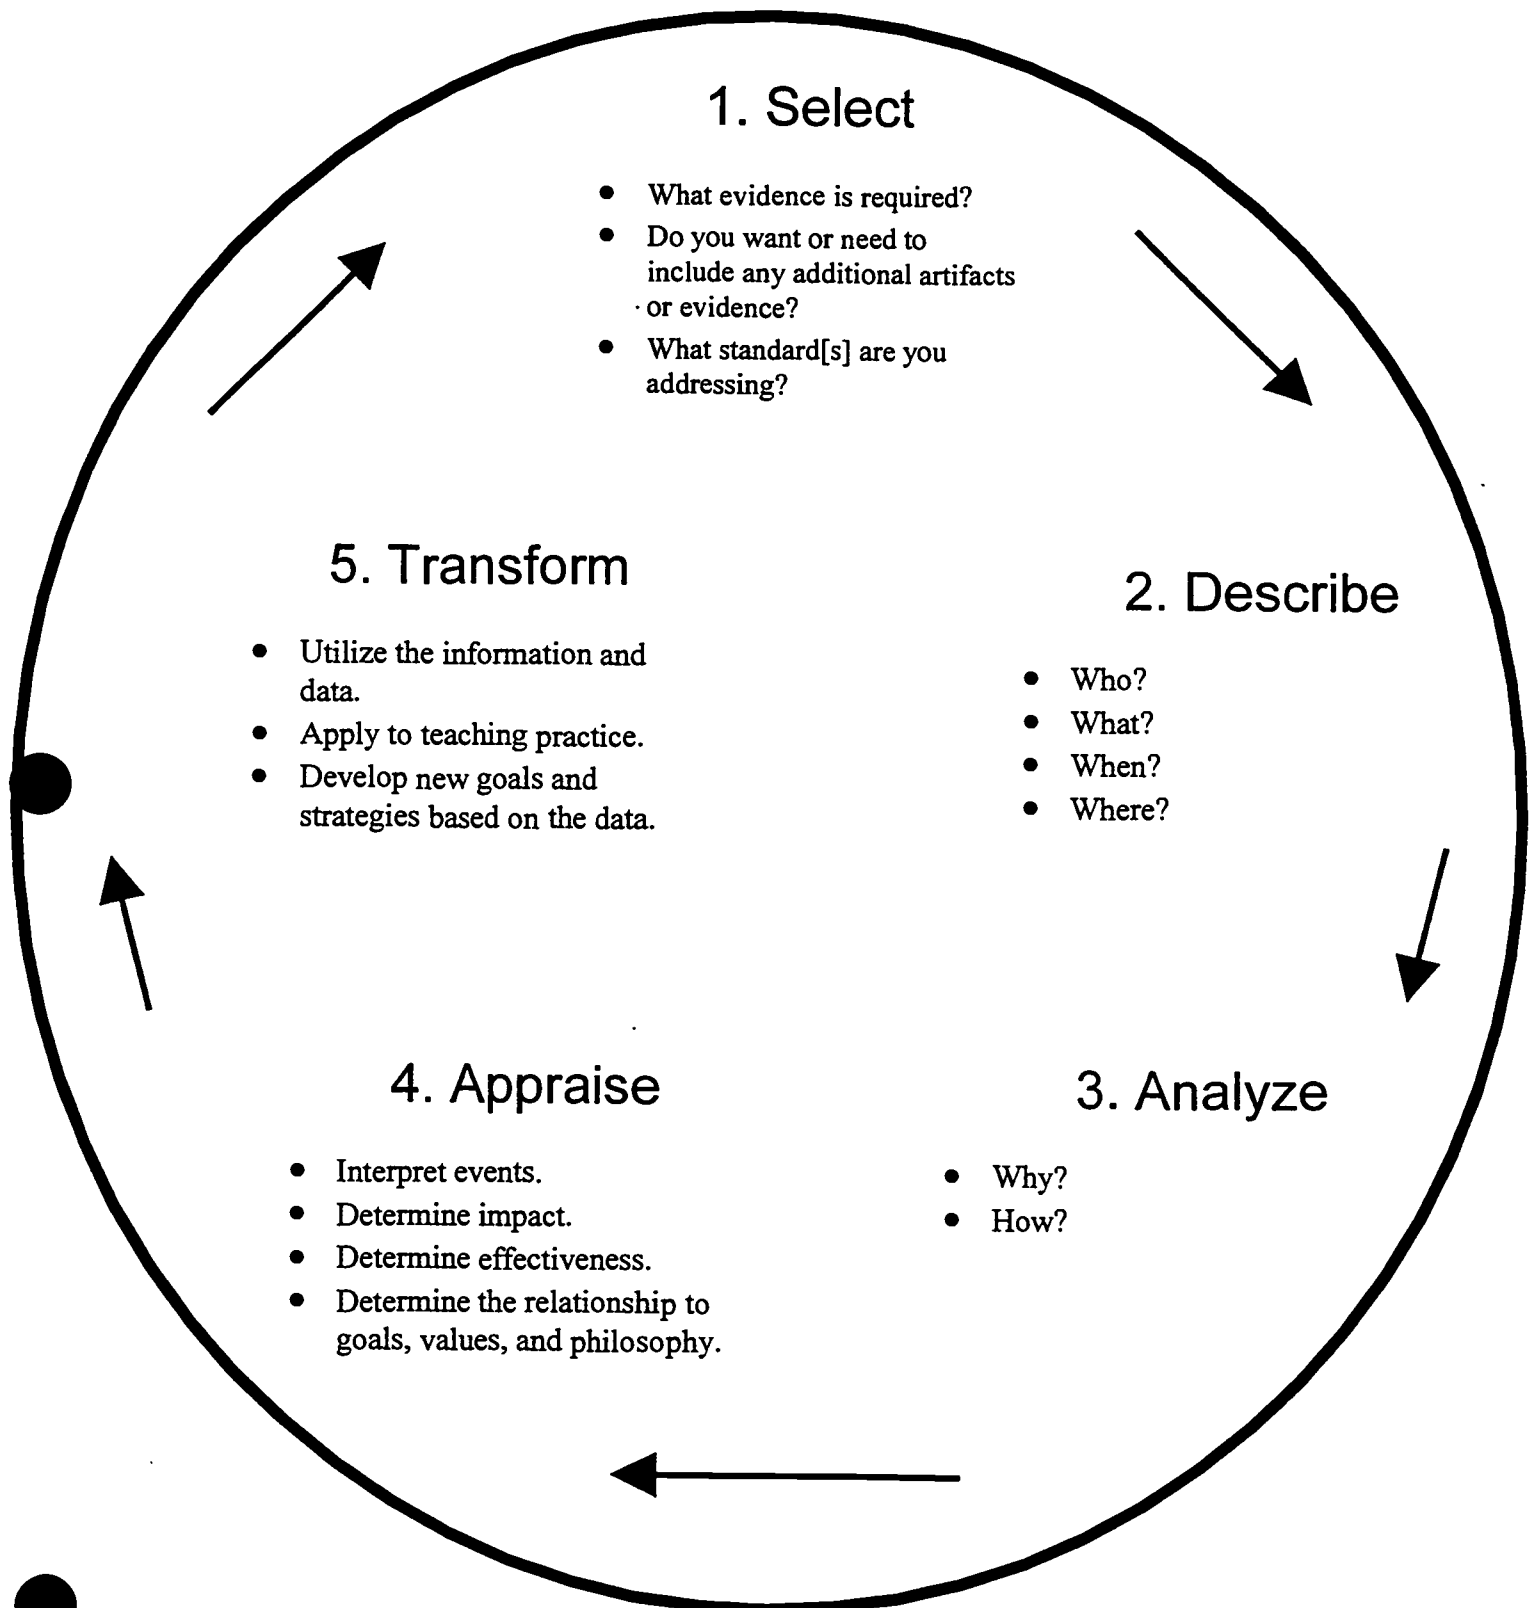 1. Select
• What evidence is required?
• Do you want or need to
include any additional artifacts
or evidence?
• What standard[s] are you
addressing?
2. Describe
• Who?
• What?
• When?
• Where?
3. Analyze
• Why?
• How?
4. Appraise
• Interpret events.
• Determine impact.
• Determine effectiveness.
• Determine the relationship to
goals, values, and philosophy.
5. Transform
• Utilize the information and
data.
• Apply to teaching practice.
• Develop new goals and
strategies based on the data.